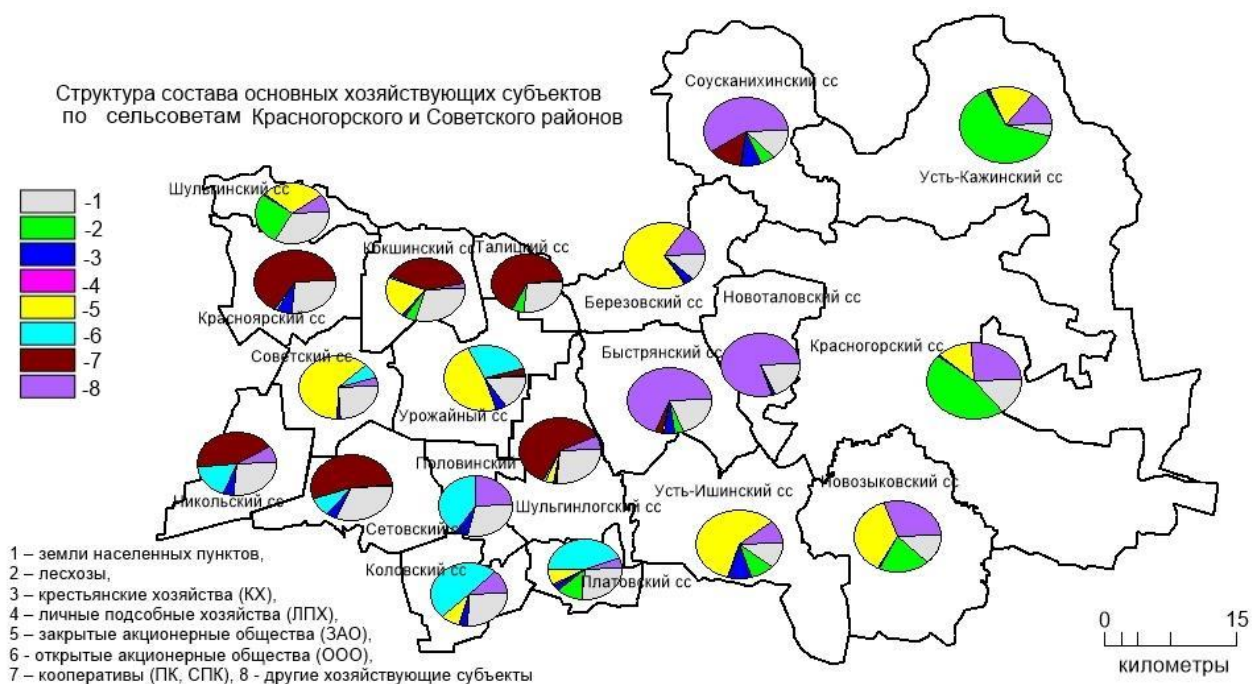 Структура состава основных хозяйствующих субъектов
по сельсоветам Красногорского и Советского районов
-1
-2
-3
-4
-5
-6
-7
-8
Соусканихинский сс
Усть-Кажинский сс
Шульгинский сс
Кокшинский сс
Талицкий сс
Березовский сс
Новоталовский сс
Красноярский сс
Советский сс
Быстрянский сс
Красногорский сс
Урожайный сс
Половинский
Никольский сс
Шульгинлогский сс
Усть-Ишинский сс
Новозыковский сс
Сетовский сс
Коловский сс
Платовский сс
1 – земли населенных пунктов,
2 – лесхозы,
3 – крестьянские хозяйства (КХ),
4 – личные подсобные хозяйства (ЛПХ),
5 – закрытые акционерные общества (ЗАО),
6 - открытые акционерные общества (ООО),
7 – кооперативы (ПК, СПК), 8 - другие хозяйствующие субъекты
0 15
километры